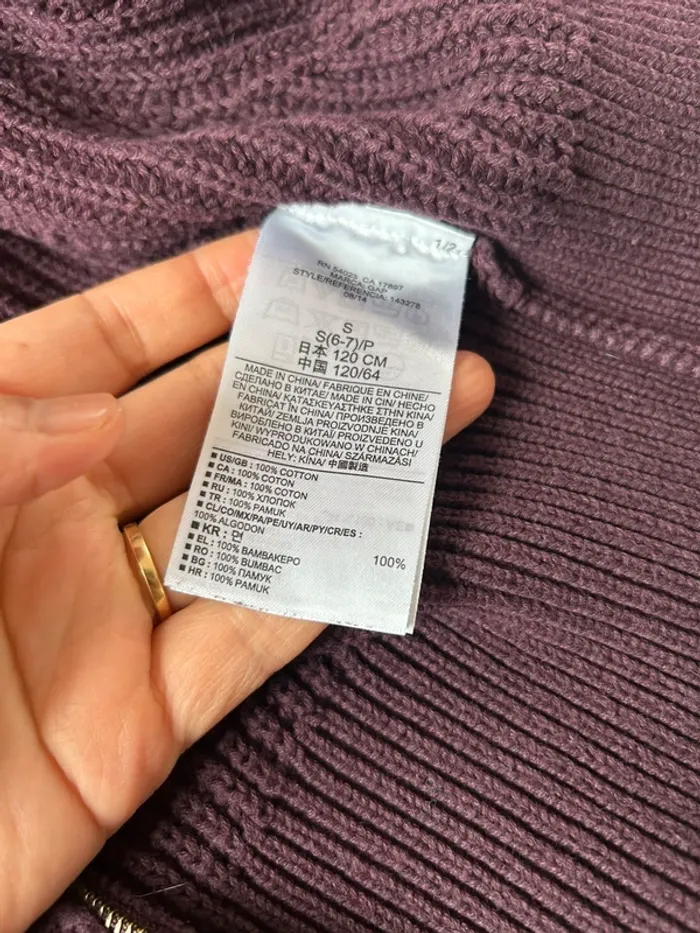 1/2
RN 54023, CA 17897
MARCA: GAP
STYLE/REFERENCIA: 143278
08/14
S
S(6-7)/P
日本 120 CM
中国 120/64
MADE IN CHINA/ FABRIQUE EN CHINE/
СДЕЛАНО В КИТАЕ/ MADE IN CIN/ HECHO
EN CHINA/ ΚΑΤΑΣΚΕΥΑΣΤΗΚΕ ΣΤΗΝ ΚΙΝΑ/
FABRICAT ÎN CHINA/ ПРОИЗВЕДЕНО В
КИТАЙ/ ZEMLJA PROIZVODNJE KINA/
ВИРОБЛЕНО В КИТАЇ/ PROIZVEDENO U
KINI/ WYPRODUKOWANO W CHINACH/
FABRICADO NA CHINA/ SZÁRMAZÁSI
HELY: KÍNA/ 中國製造
■ US/GB : 100% COTTON
■ CA : 100% COTTON
■ FR/MA : 100% COTON
■ RU : 100% ХЛОПОК
■ TR : 100% PAMUK
■ CL/CO/MX/PA/PE/UY/AR/PY/CR/ES :
100% ALGODON
■ KR : 면 100%
■ EL : 100% ΒΑΜΒΑΚΕΡΟ
■ RO : 100% BUMBAC
■ BG : 100% ПАМУК
■ HR : 100% PAMUK